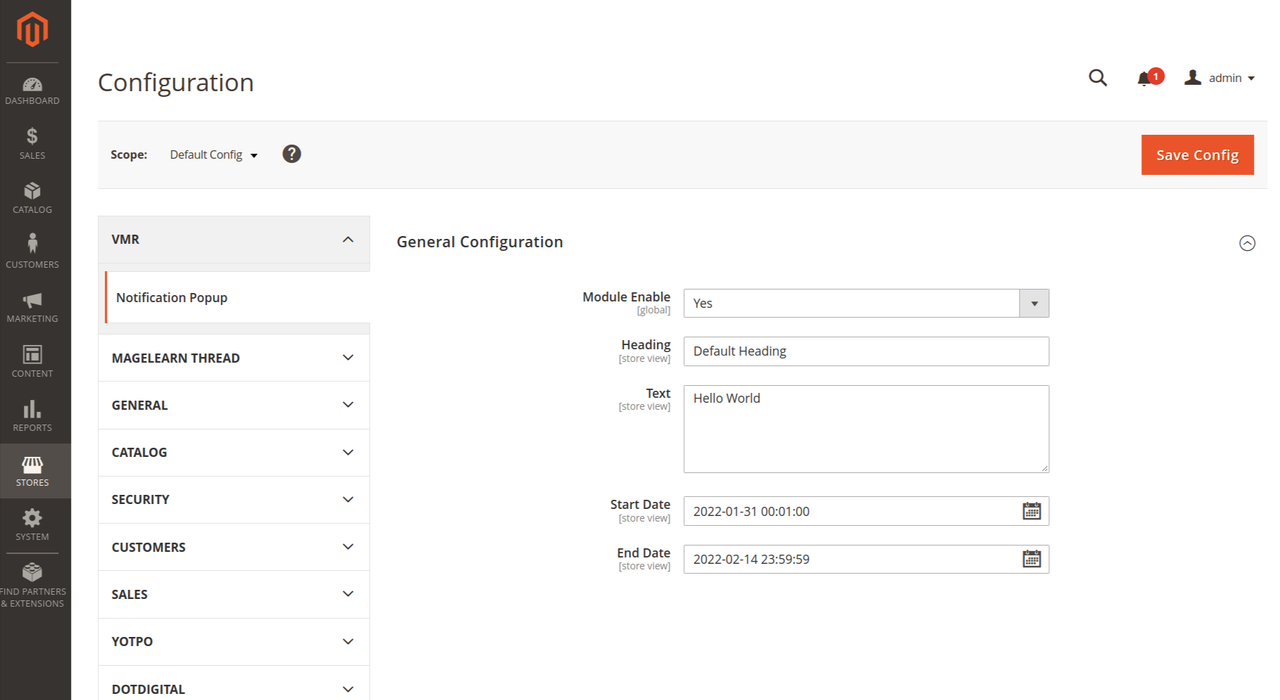 Configuration
1
admin
Scope:
Default Config
?
Save Config
DASHBOARD
SALES
CATALOG
CUSTOMERS
MARKETING
CONTENT
REPORTS
STORES
SYSTEM
FIND PARTNERS
& EXTENSIONS
VMR
Notification Popup
MAGELEARN THREAD
GENERAL
CATALOG
SECURITY
CUSTOMERS
SALES
YOTPO
DOTDIGITAL
General Configuration
Module Enable
[global]
Yes
Heading
[store view]
Default Heading
Text
[store view]
Hello World
Start Date
[store view]
2022-01-31 00:01:00
End Date
[store view]
2022-02-14 23:59:59